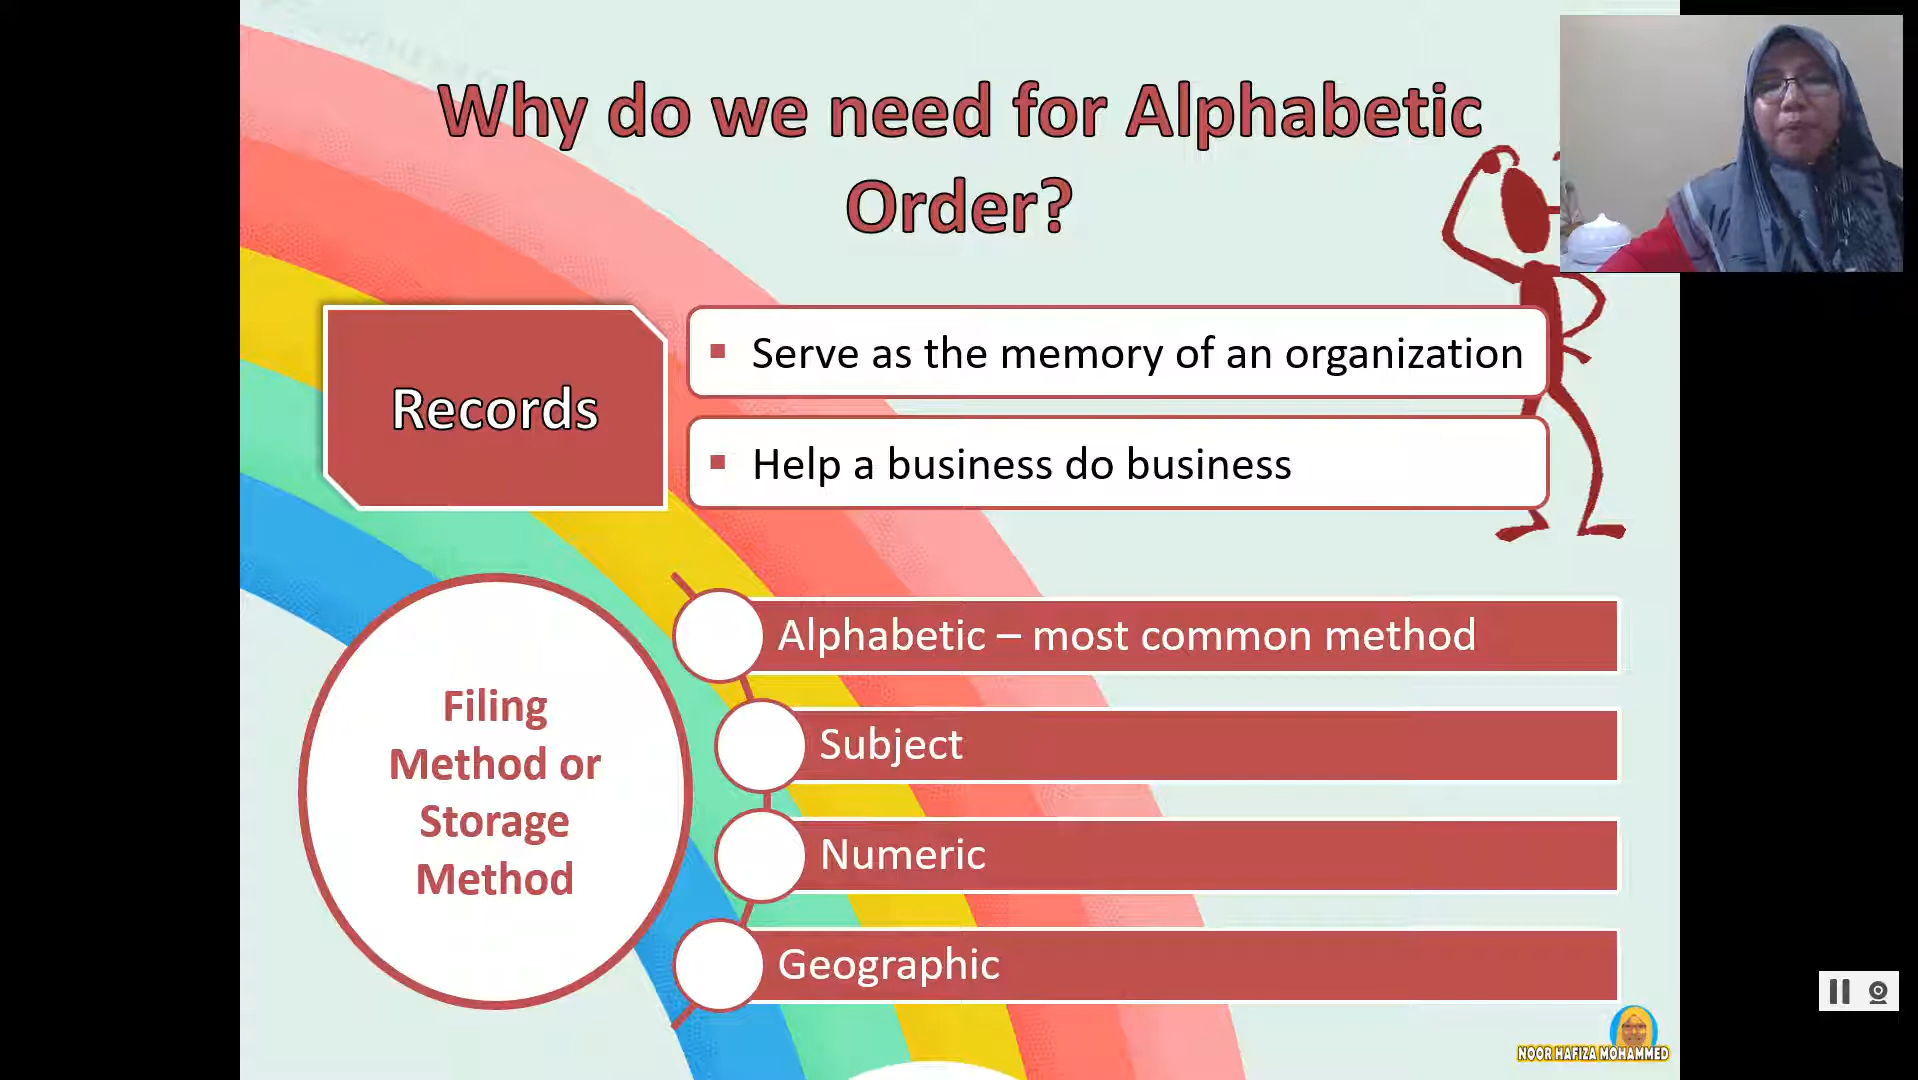 Why do we need for Alphabetic
Order?
Records
▪ Serve as the memory of an organization
▪ Help a business do business
Filing
Method or
Storage
Method
Alphabetic – most common method
Subject
Numeric
Geographic
NOOR HAFIZA MOHAMMED